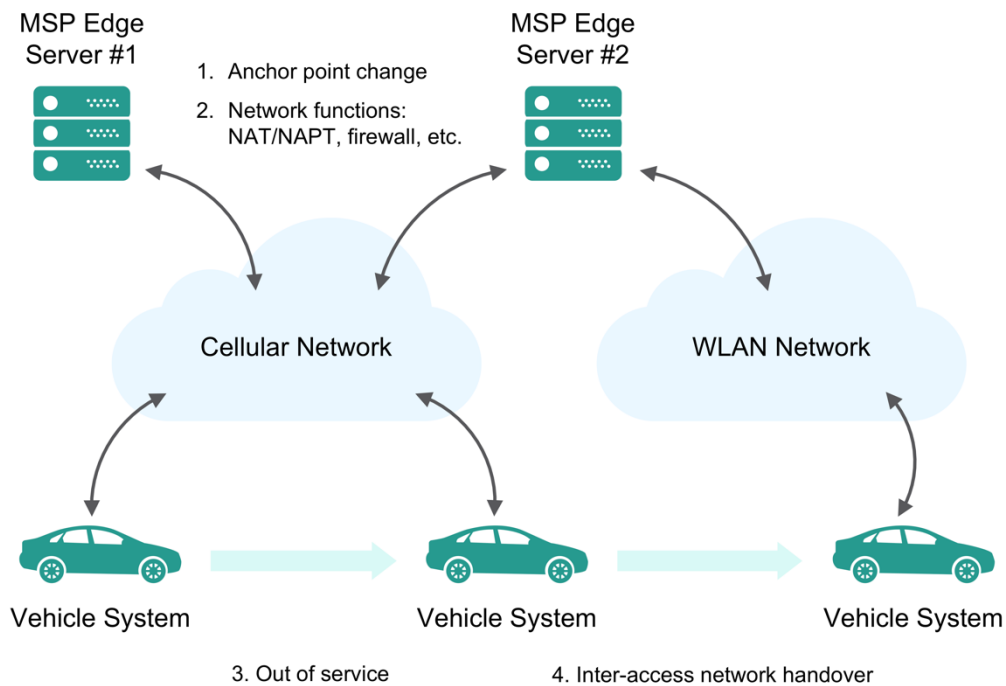 MSP Edge
Server #1
MSP Edge
Server #2
1. Anchor point change
2. Network functions:
NAT/NAPT, firewall, etc.
Cellular Network
WLAN Network
Vehicle System
Vehicle System
Vehicle System
3. Out of service
4. Inter-access network handover